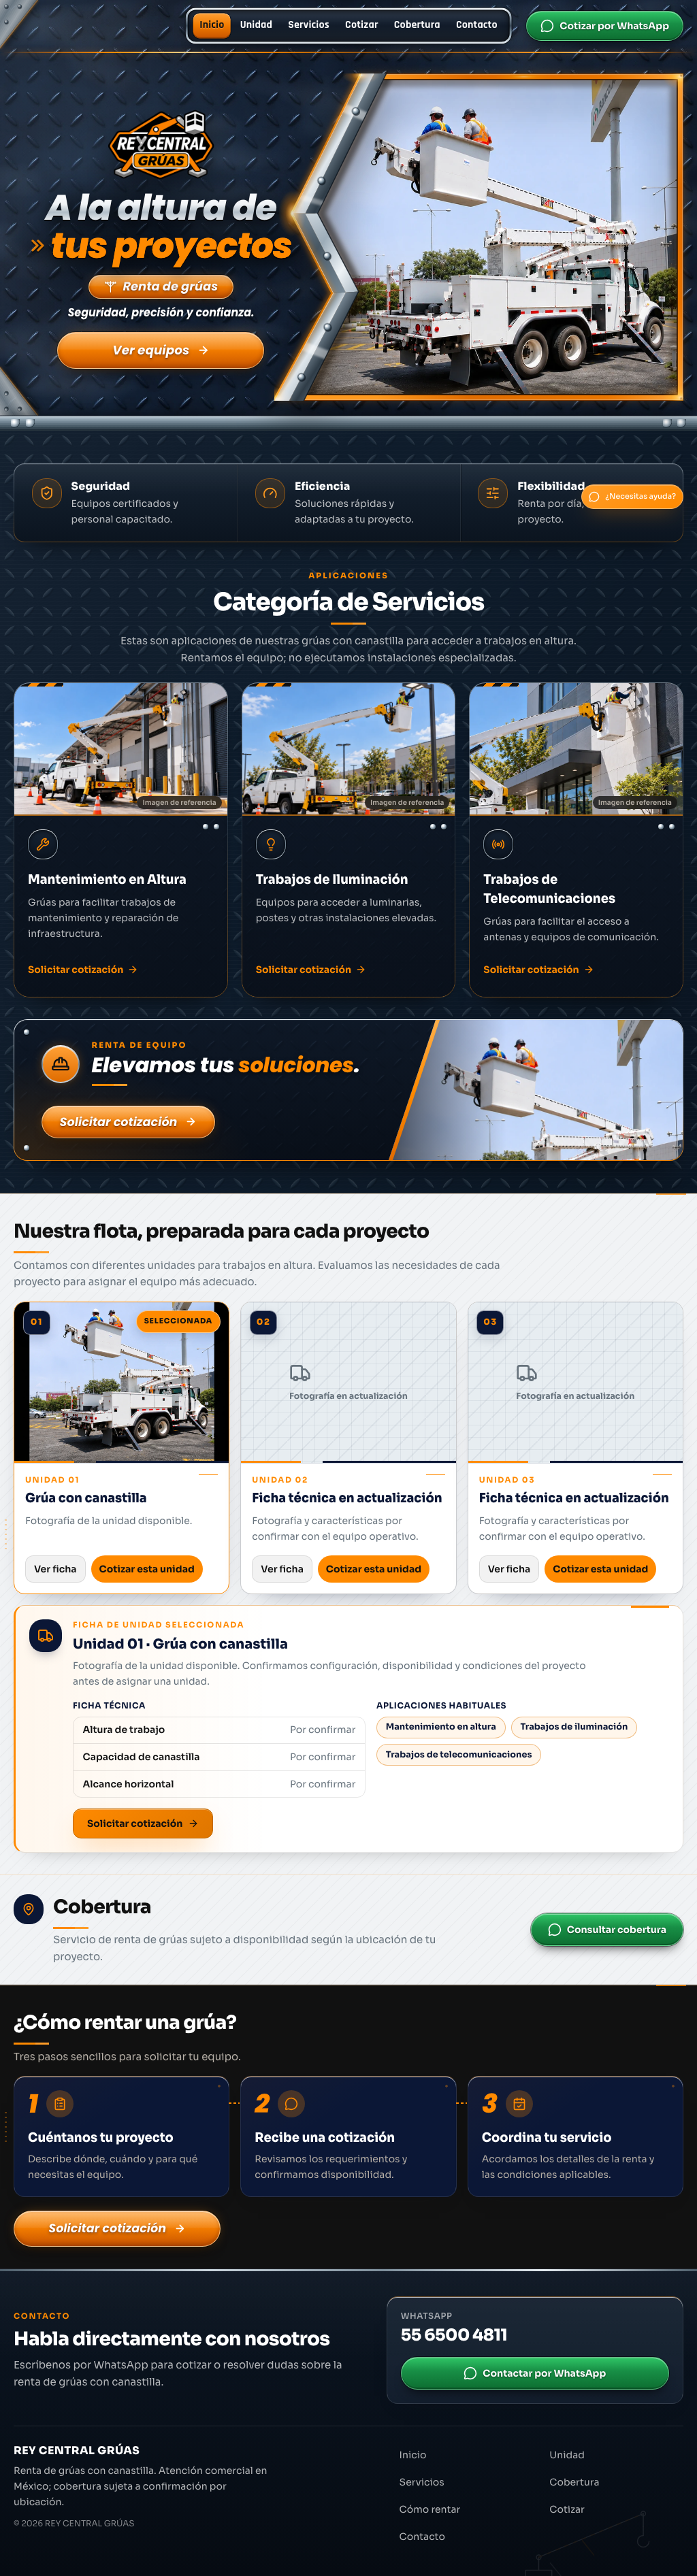 Inicio
Unidad
Servicios
Cotizar
Cobertura
Contacto
Cotizar por WhatsApp
REY CENTRAL
GRÚAS
A la altura de
» tus proyectos
Renta de grúas
Seguridad, precisión y confianza.
Ver equipos →
Seguridad
Equipos certificados y
personal capacitado.
Eficiencia
Soluciones rápidas y
adaptadas a tu proyecto.
Flexibilidad
Renta por día,
proyecto.
¿Necesitas ayuda?
APLICACIONES
Categoría de Servicios
Estas son aplicaciones de nuestras grúas con canastilla para acceder a trabajos en altura.
Rentamos el equipo; no ejecutamos instalaciones especializadas.
Imagen de referencia
Mantenimiento en Altura
Grúas para facilitar trabajos de
mantenimiento y reparación de
infraestructura.
Solicitar cotización →
Imagen de referencia
Trabajos de Iluminación
Equipos para acceder a luminarias,
postes y otras instalaciones elevadas.
Solicitar cotización →
Imagen de referencia
Trabajos de
Telecomunicaciones
Grúas para facilitar el acceso a
antenas y equipos de comunicación.
Solicitar cotización →
RENTA DE EQUIPO
Elevamos tus soluciones.
Solicitar cotización →
Nuestra flota, preparada para cada proyecto
Contamos con diferentes unidades para trabajos en altura. Evaluamos las necesidades de cada
proyecto para asignar el equipo más adecuado.
01
SELECCIONADA
UNIDAD 01
Grúa con canastilla
Fotografía de la unidad disponible.
Ver ficha
Cotizar esta unidad
02
Fotografía en actualización
UNIDAD 02
Ficha técnica en actualización
Fotografía y características por
confirmar con el equipo operativo.
Ver ficha
Cotizar esta unidad
03
Fotografía en actualización
UNIDAD 03
Ficha técnica en actualización
Fotografía y características por
confirmar con el equipo operativo.
Ver ficha
Cotizar esta unidad
FICHA DE UNIDAD SELECCIONADA
Unidad 01 · Grúa con canastilla
Fotografía de la unidad disponible. Confirmamos configuración, disponibilidad y condiciones del proyecto
antes de asignar una unidad.
FICHA TÉCNICA
Altura de trabajo Por confirmar
Capacidad de canastilla Por confirmar
Alcance horizontal Por confirmar
APLICACIONES HABITUALES
Mantenimiento en altura
Trabajos de iluminación
Trabajos de telecomunicaciones
Solicitar cotización →
Cobertura
Servicio de renta de grúas sujeto a disponibilidad según la ubicación de tu
proyecto.
Consultar cobertura
¿Cómo rentar una grúa?
Tres pasos sencillos para solicitar tu equipo.
1
Cuéntanos tu proyecto
Describe dónde, cuándo y para qué
necesitas el equipo.
2
Recibe una cotización
Revisamos los requerimientos y
confirmamos disponibilidad.
3
Coordina tu servicio
Acordamos los detalles de la renta y
las condiciones aplicables.
Solicitar cotización →
CONTACTO
Habla directamente con nosotros
Escríbenos por WhatsApp para cotizar o resolver dudas sobre la
renta de grúas con canastilla.
WHATSAPP
55 6500 4811
Contactar por WhatsApp
REY CENTRAL GRÚAS
Renta de grúas con canastilla. Atención comercial en
México; cobertura sujeta a confirmación por
ubicación.
© 2026 REY CENTRAL GRÚAS
Inicio
Unidad
Servicios
Cobertura
Cómo rentar
Cotizar
Contacto